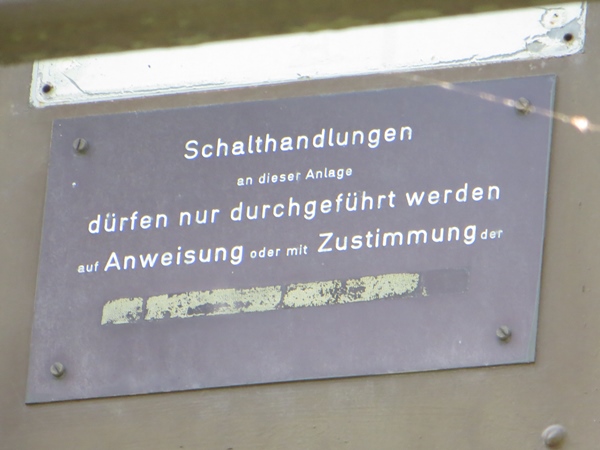 Schalthandlungen
an dieser Anlage
dürfen nur durchgeführt werden
auf Anweisung oder mit Zustimmung der